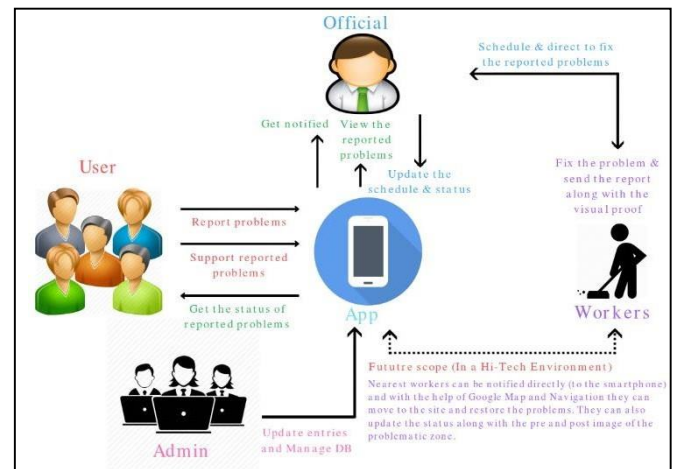 Official
Schedule & direct to fix
the reported problems
Get notified
View the
reported
problems
Update the
schedule & status
User
Report problems
Support reported
problems
Get the status of
reported problems
App
Fix the problem &
send the report
along with the
visual proof
Workers
Fututre scope (In a Hi-Tech Environment)
Nearest workers can be notified directly (to the smartphone)
and with the help of Google Map and Navigation they can
move to the site and restore the problems. They can also
update the status along with the pre and post image of the
problematic zone.
Update entries
and Manage DB
Admin